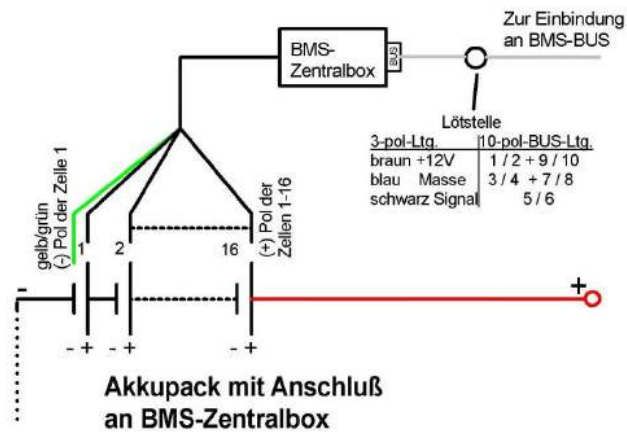 Zur Einbindung
an BMS-BUS
BMS-
Zentralbox
BUS
Lötstelle
3-pol-Ltg. 10-pol-BUS-Ltg.
braun +12V 1 / 2 + 9 / 10
blau Masse 3 / 4 + 7 / 8
schwarz Signal 5 / 6
gelb/grün
(-) Pol der Zelle 1
1 2 16
(+) Pol der
Zellen 1-16
- +
- + - + - +
Akkupack mit Anschluß
an BMS-Zentralbox